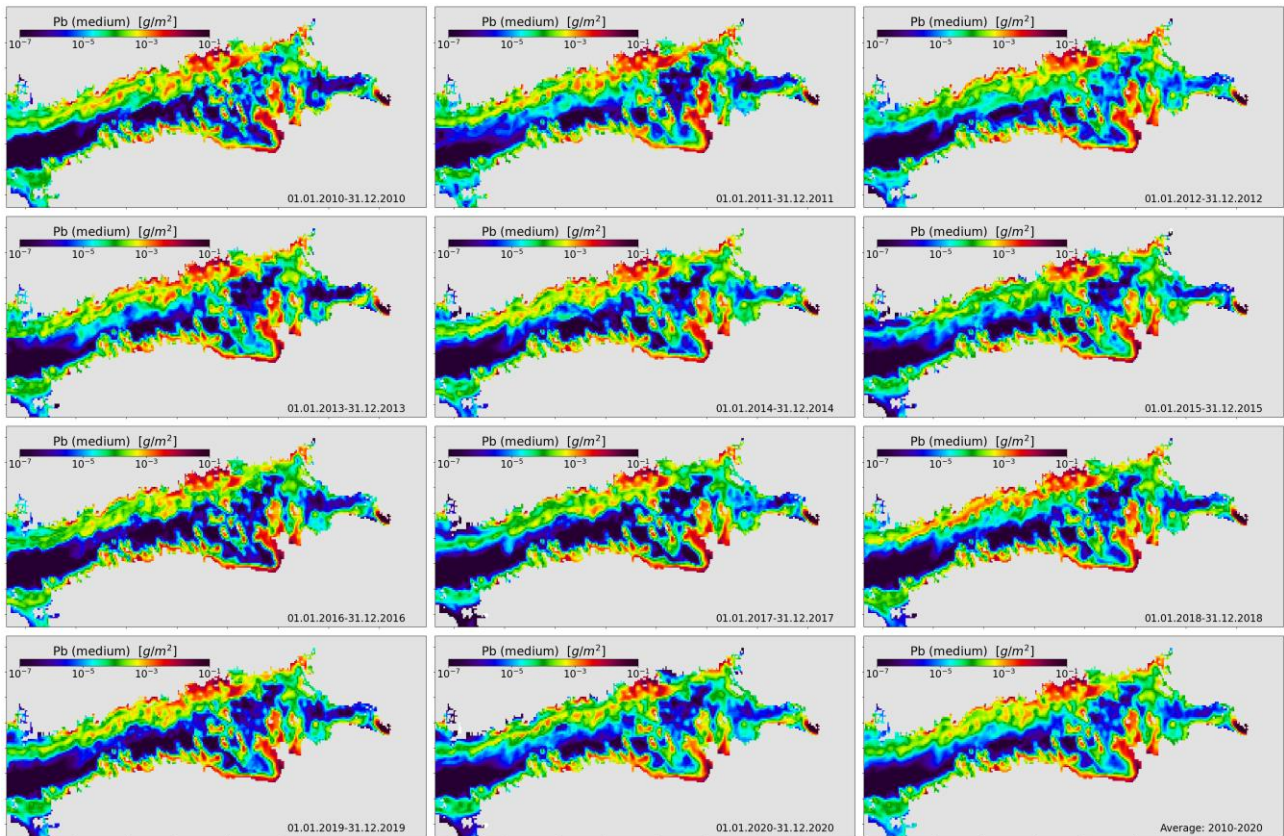 Pb (medium) [g/m²] Pb (medium) [g/m²] Pb (medium) [g/m²]
10⁻⁷ 10⁻⁵ 10⁻³ 10⁻¹ 10⁻⁷ 10⁻⁵ 10⁻³ 10⁻¹ 10⁻⁷ 10⁻⁵ 10⁻³ 10⁻¹
01.01.2010-31.12.2010 01.01.2011-31.12.2011 01.01.2012-31.12.2012
Pb (medium) [g/m²] Pb (medium) [g/m²] Pb (medium) [g/m²]
10⁻⁷ 10⁻⁵ 10⁻³ 10⁻¹ 10⁻⁷ 10⁻⁵ 10⁻³ 10⁻¹ 10⁻⁷ 10⁻⁵ 10⁻³ 10⁻¹
01.01.2013-31.12.2013 01.01.2014-31.12.2014 01.01.2015-31.12.2015
Pb (medium) [g/m²] Pb (medium) [g/m²] Pb (medium) [g/m²]
10⁻⁷ 10⁻⁵ 10⁻³ 10⁻¹ 10⁻⁷ 10⁻⁵ 10⁻³ 10⁻¹ 10⁻⁷ 10⁻⁵ 10⁻³ 10⁻¹
01.01.2016-31.12.2016 01.01.2017-31.12.2017 01.01.2018-31.12.2018
Pb (medium) [g/m²] Pb (medium) [g/m²] Pb (medium) [g/m²]
10⁻⁷ 10⁻⁵ 10⁻³ 10⁻¹ 10⁻⁷ 10⁻⁵ 10⁻³ 10⁻¹ 10⁻⁷ 10⁻⁵ 10⁻³ 10⁻¹
01.01.2019-31.12.2019 01.01.2020-31.12.2020 Average: 2010-2020